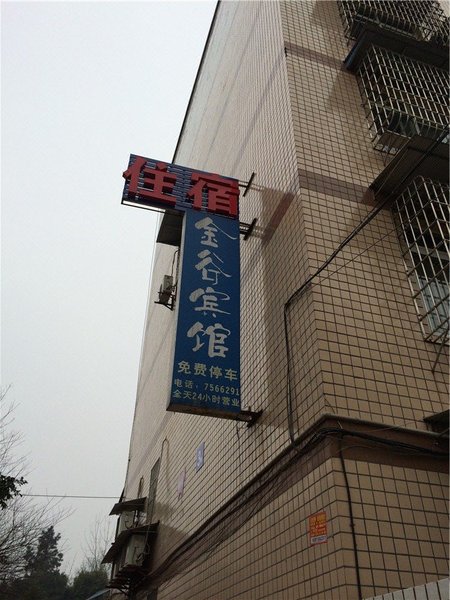 住宿
金谷宾馆
免费停车
电话：7566291
全天24小时营业